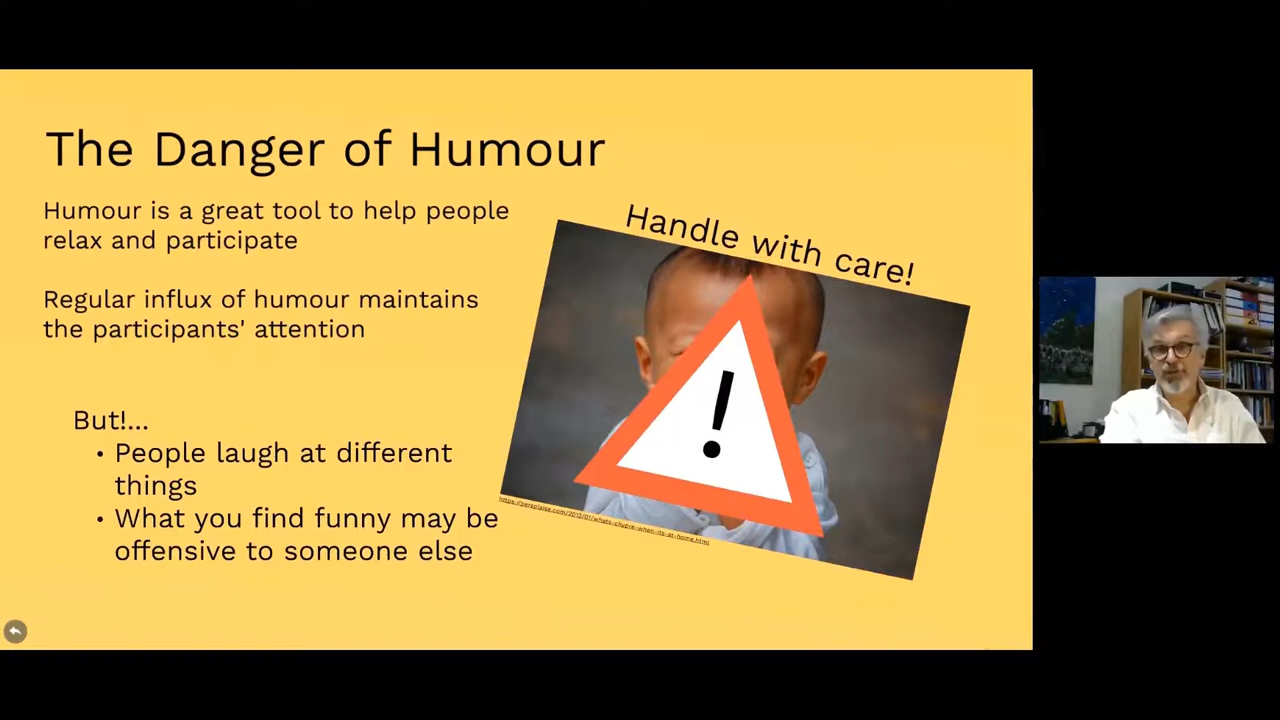 The Danger of Humour
Humour is a great tool to help people
relax and participate
Regular influx of humour maintains
the participants' attention
But!...
• People laugh at different
things
• What you find funny may be
offensive to someone else
Handle with care!
!